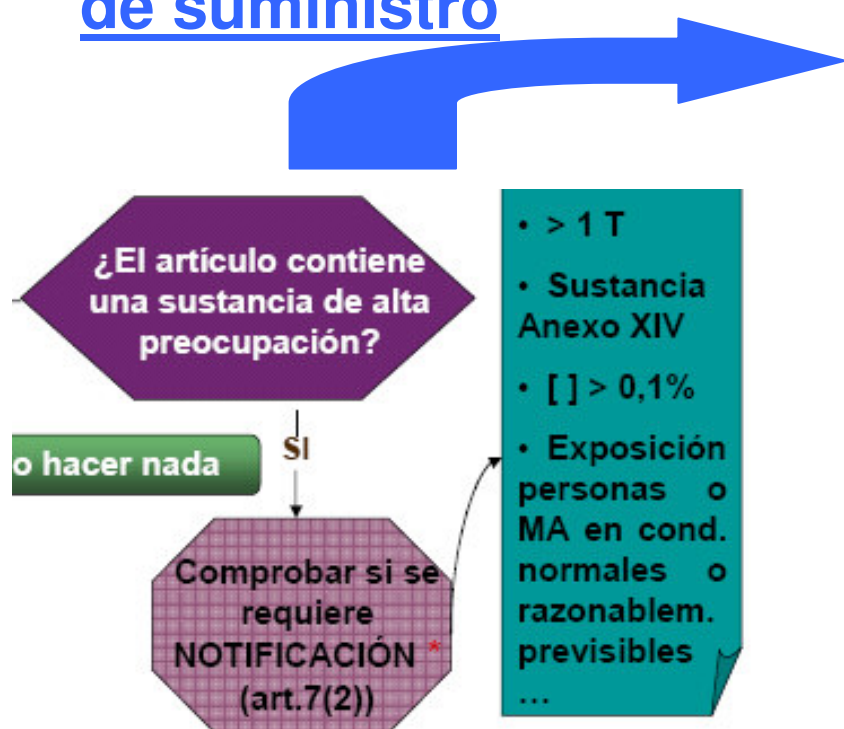 de suministro
¿El artículo contiene
una sustancia de alta
preocupación?
SI
o hacer nada
Comprobar si se
requiere
NOTIFICACIÓN *
(art.7(2))
• > 1 T
• Sustancia
Anexo XIV
• [ ] > 0,1%
• Exposición
personas o
MA en cond.
normales o
razonablem.
previsibles
...